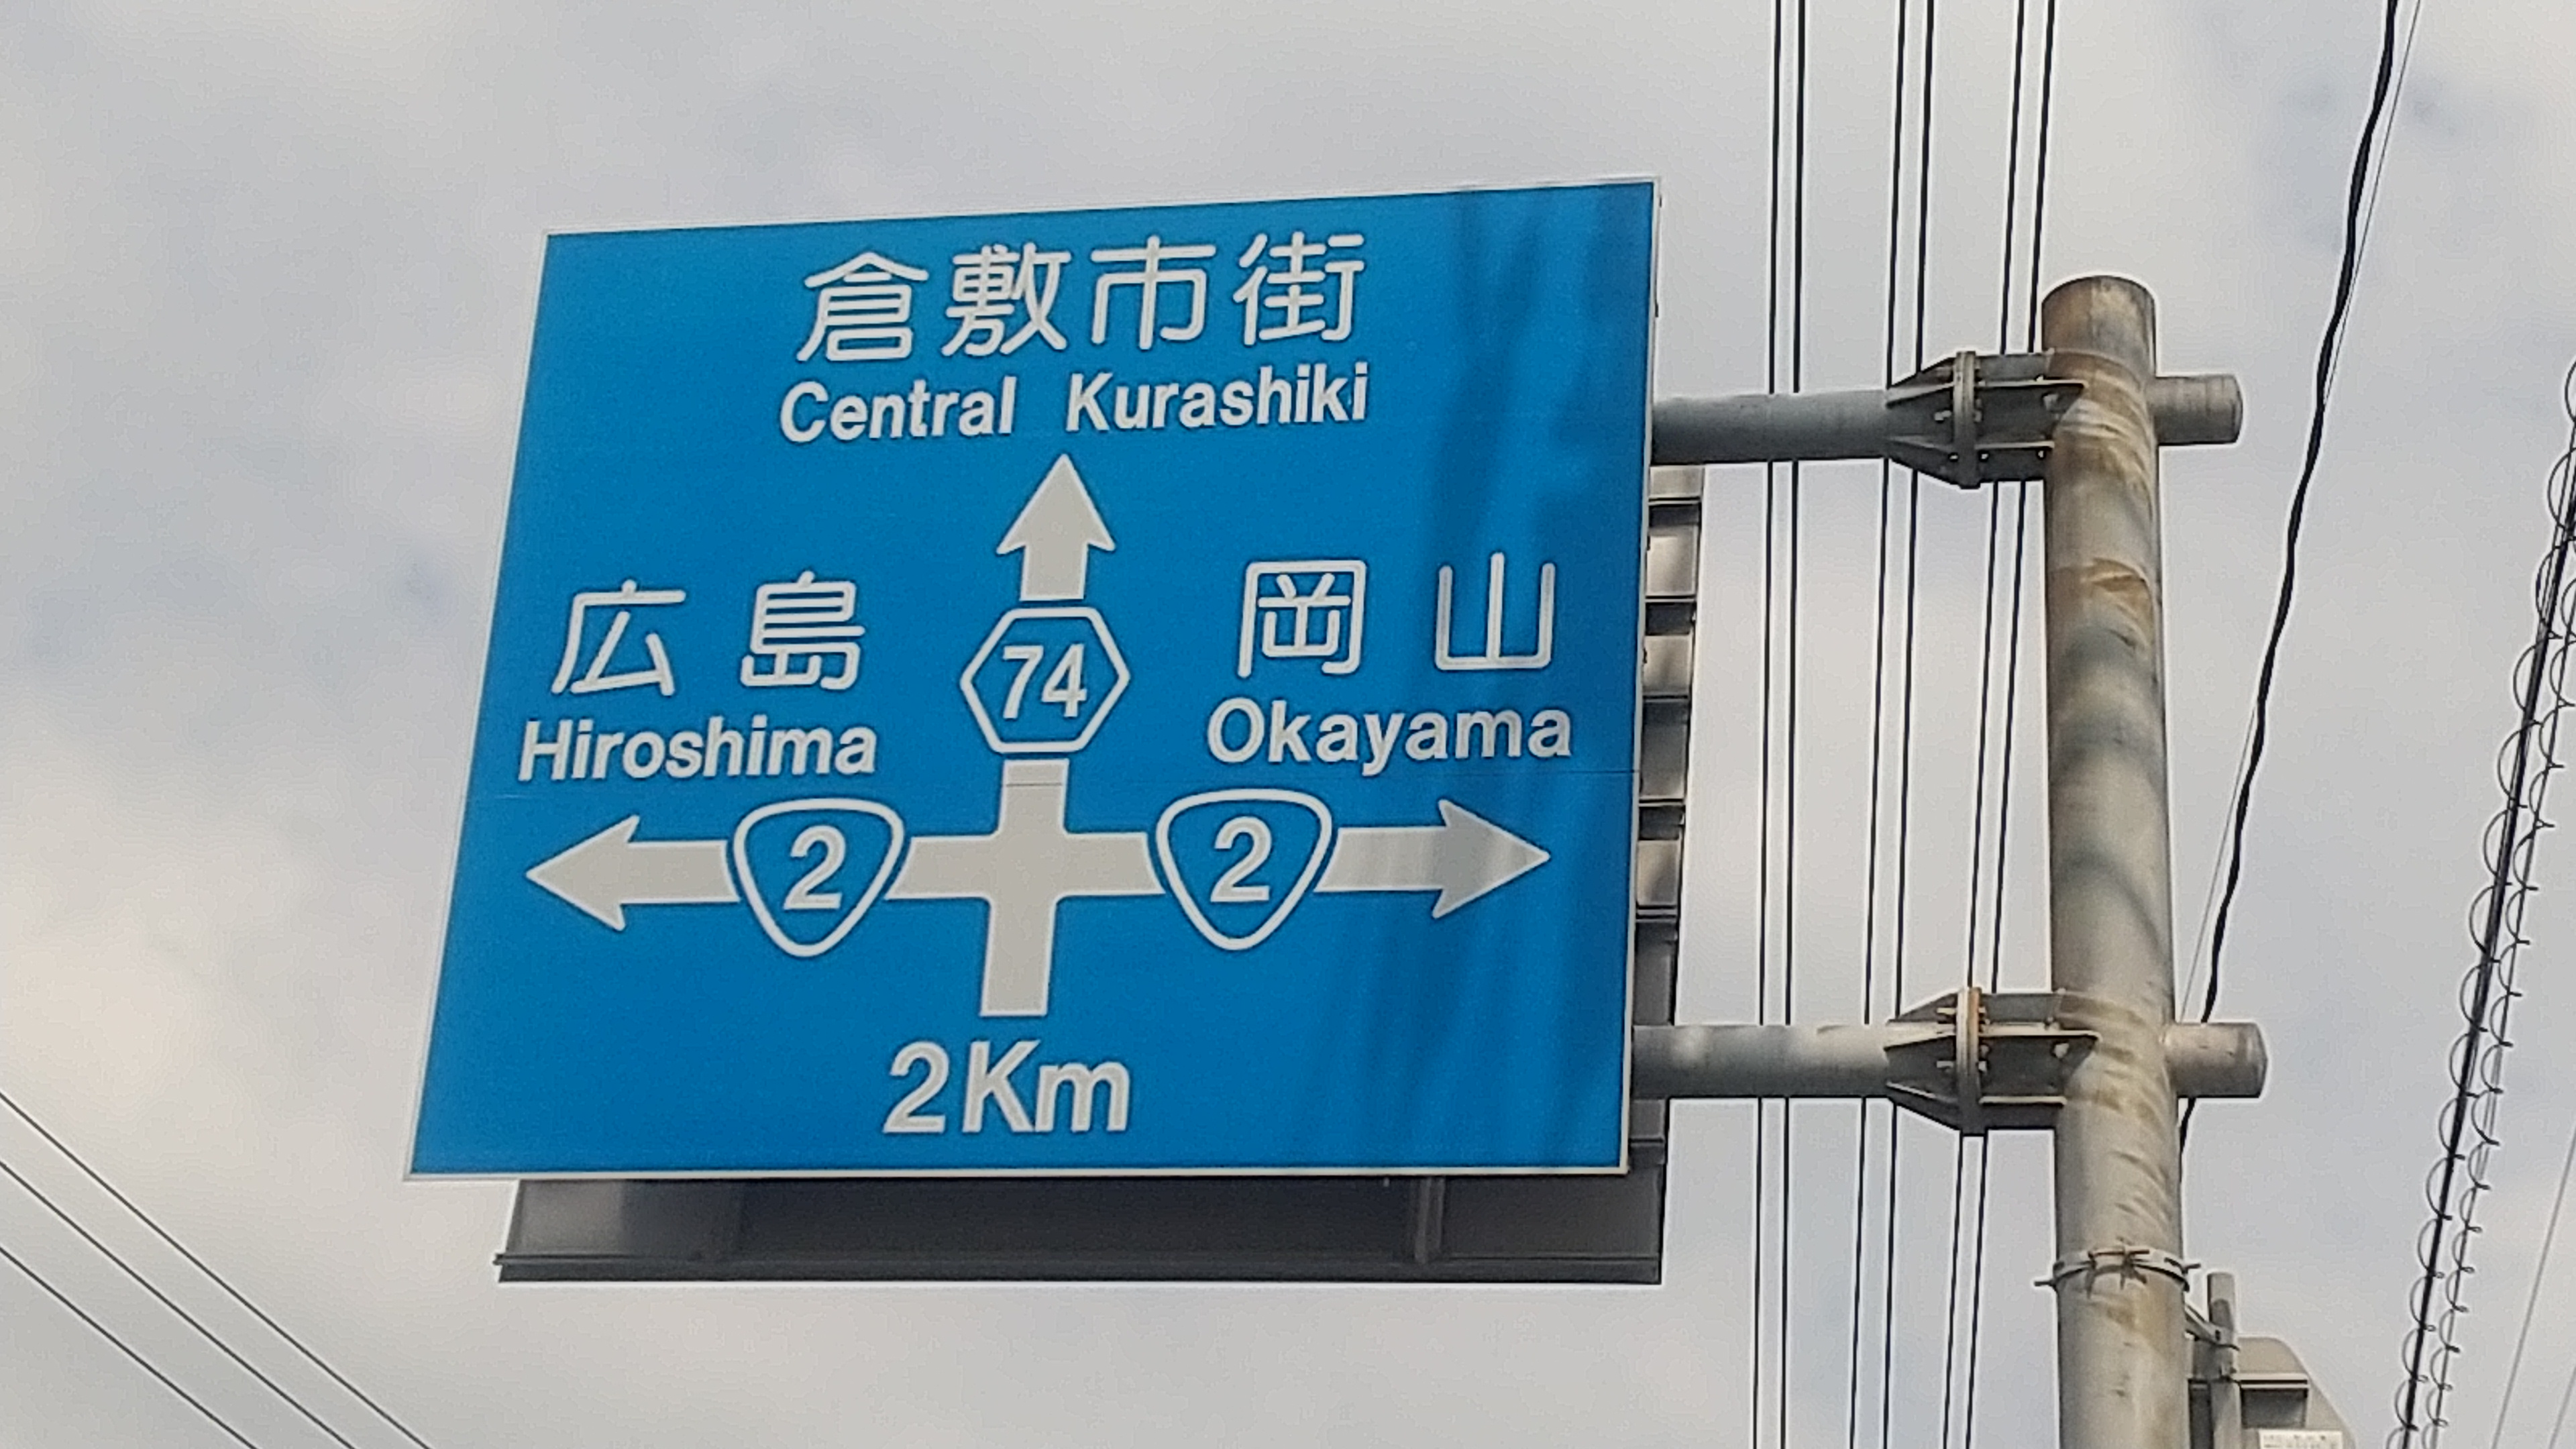 倉敷市街
Central Kurashiki
広島
Hiroshima
74
岡山
Okayama
2
2
2Km